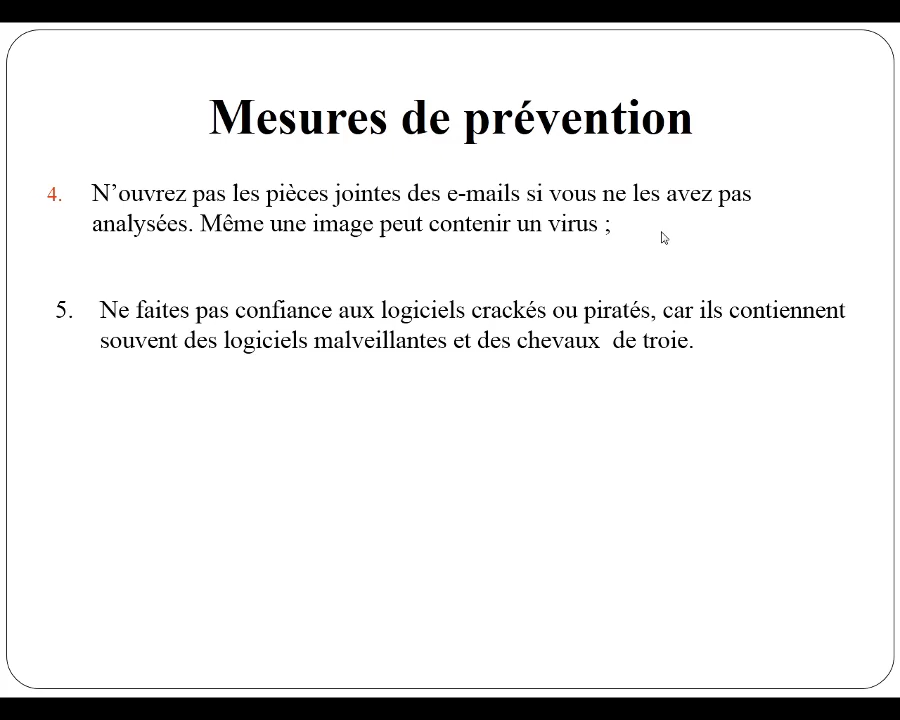 Mesures de prévention
4. N’ouvrez pas les pièces jointes des e-mails si vous ne les avez pas
analysées. Même une image peut contenir un virus ;
5. Ne faites pas confiance aux logiciels crackés ou piratés, car ils contiennent
souvent des logiciels malveillantes et des chevaux  de troie.